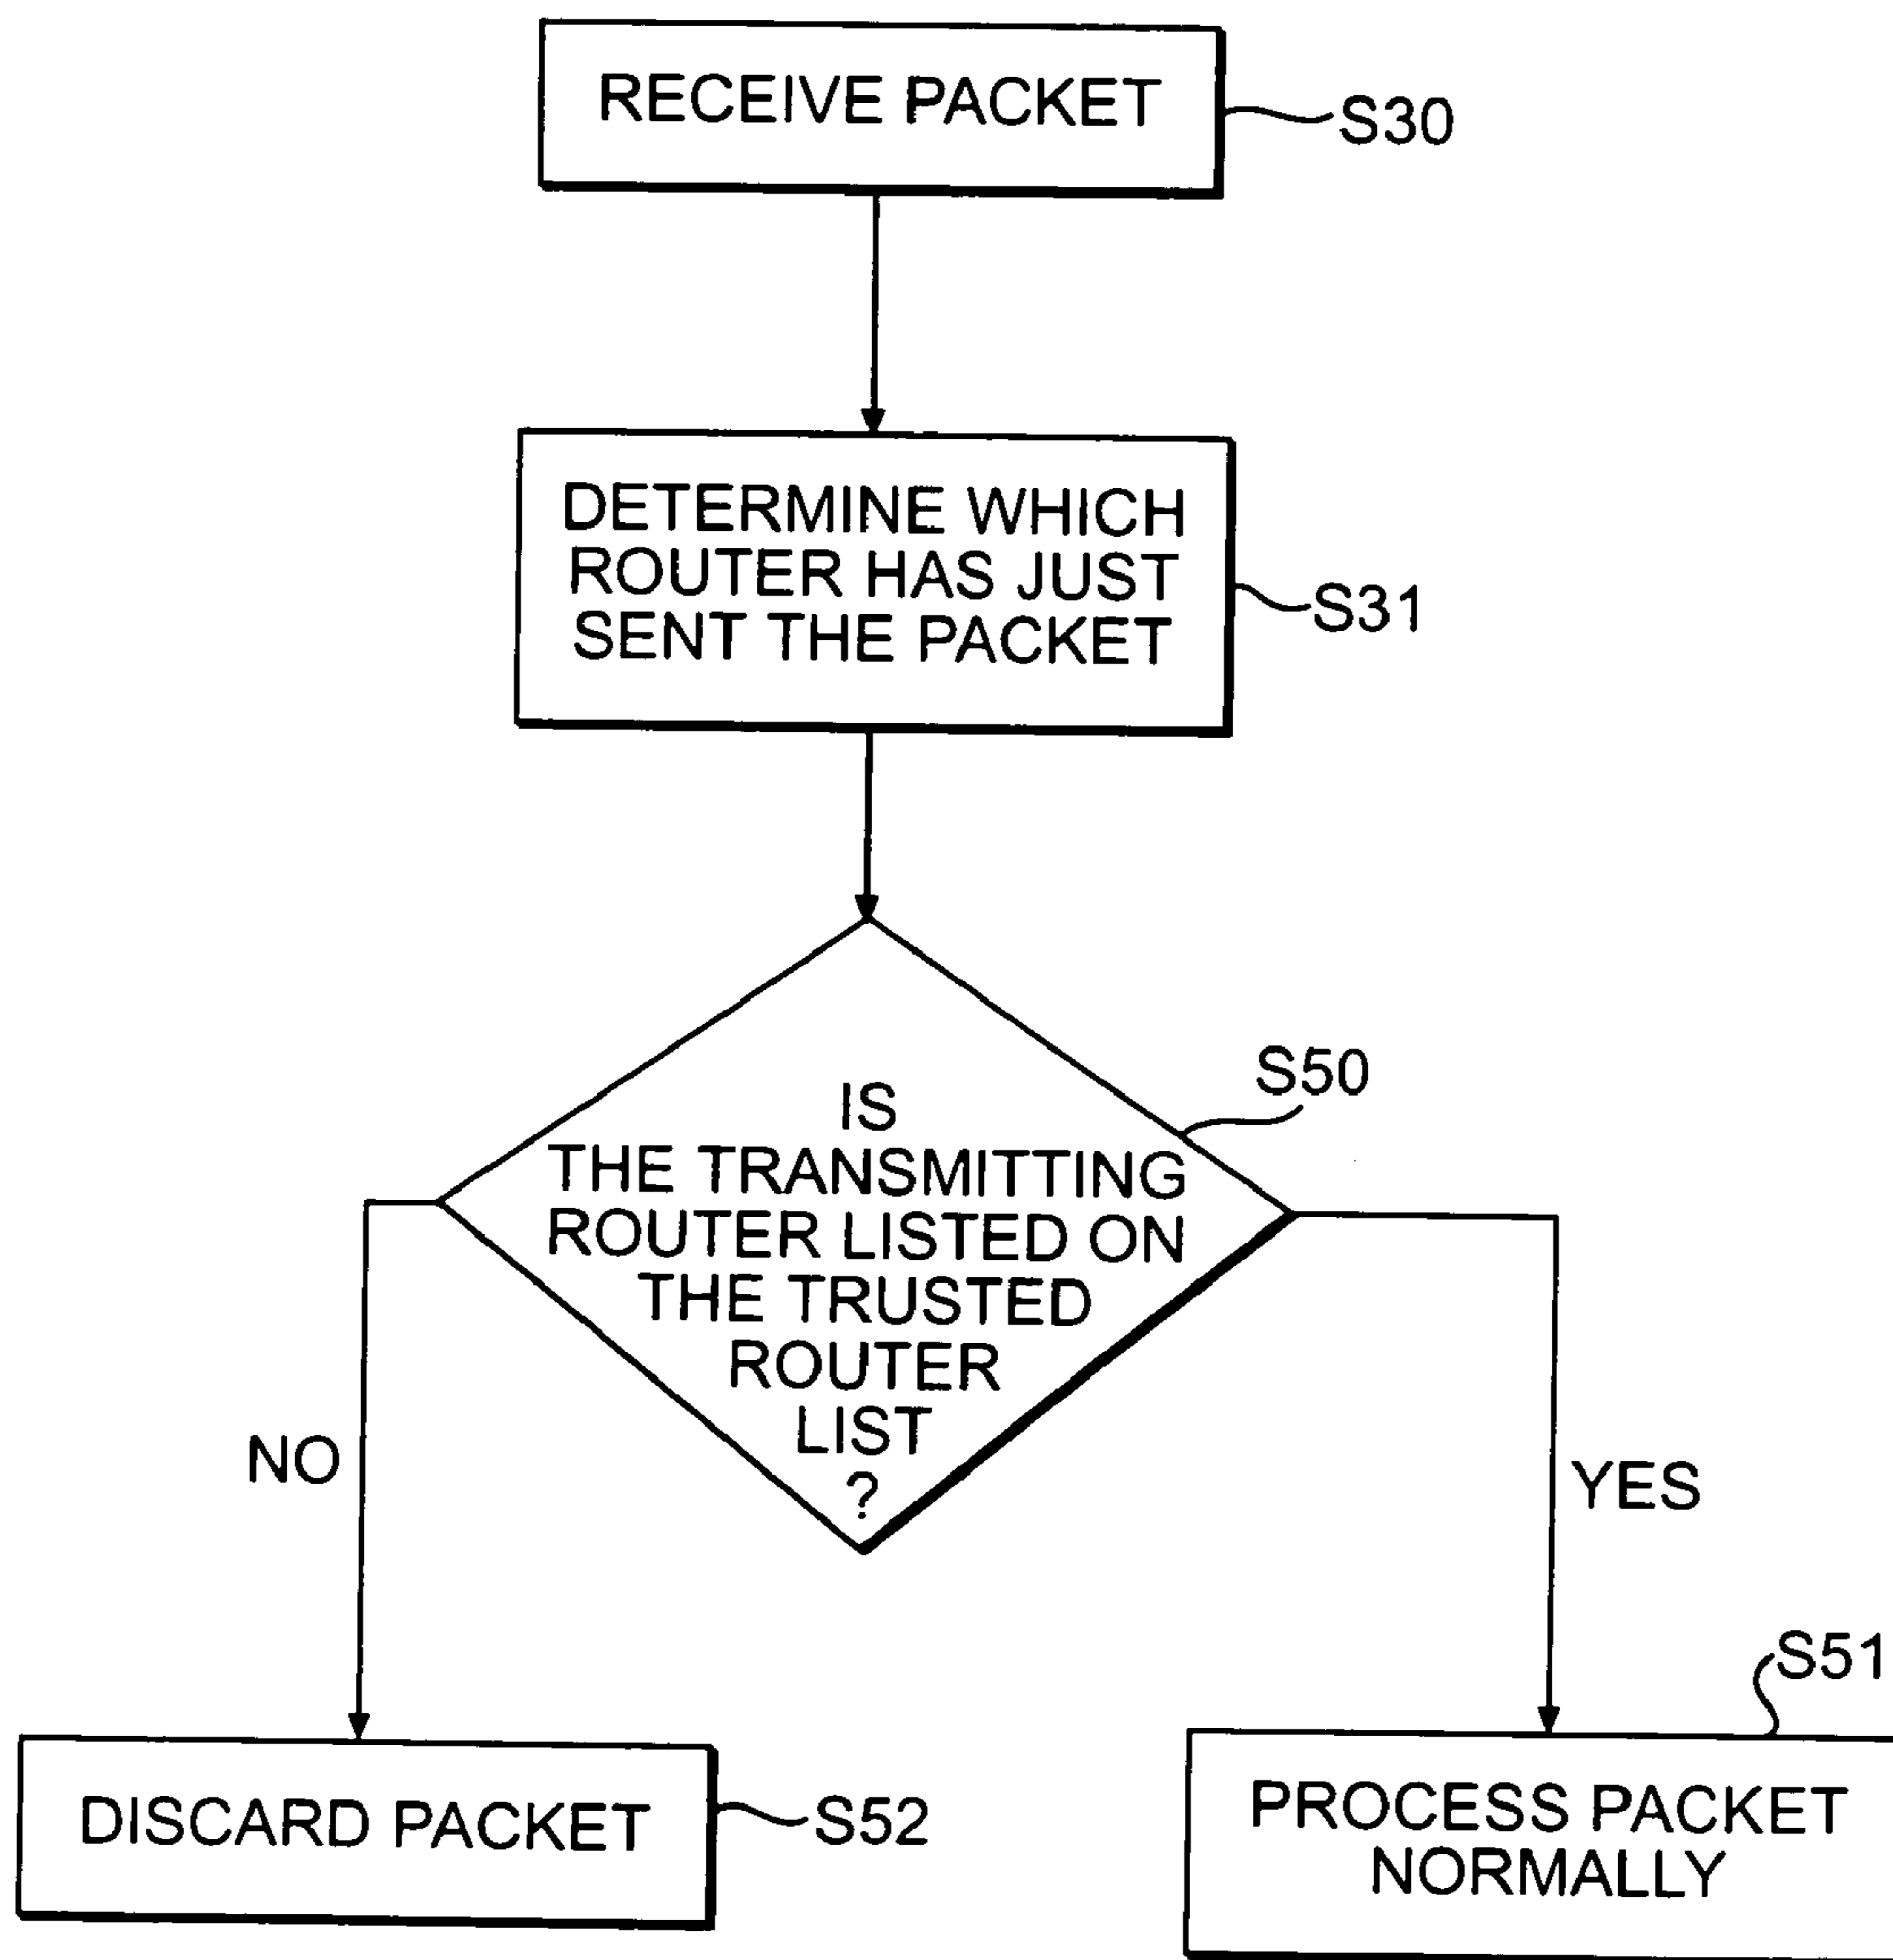 RECEIVE PACKET
S30
DETERMINE WHICH
ROUTER HAS JUST
SENT THE PACKET
S31
S50
IS
THE TRANSMITTING
ROUTER LISTED ON
THE TRUSTED
ROUTER
LIST
?
NO
YES
S51
DISCARD PACKET
S52
PROCESS PACKET
NORMALLY